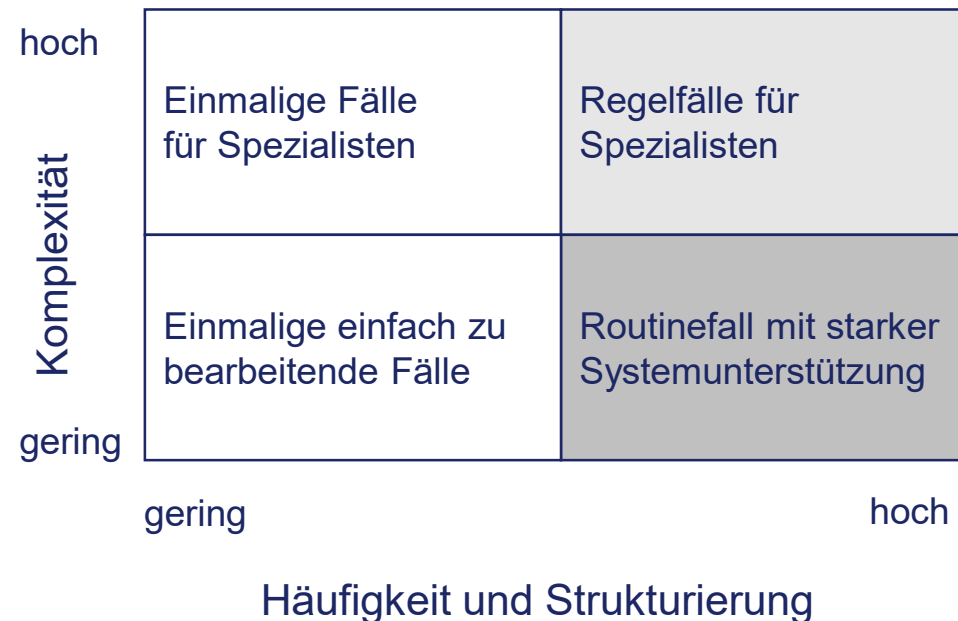 hoch
Einmalige Fälle
für Spezialisten
Regelfälle für
Spezialisten
Komplexität
Einmalige einfach zu
bearbeitende Fälle
Routinefall mit starker
Systemunterstützung
gering
gering
hoch
Häufigkeit und Strukturierung